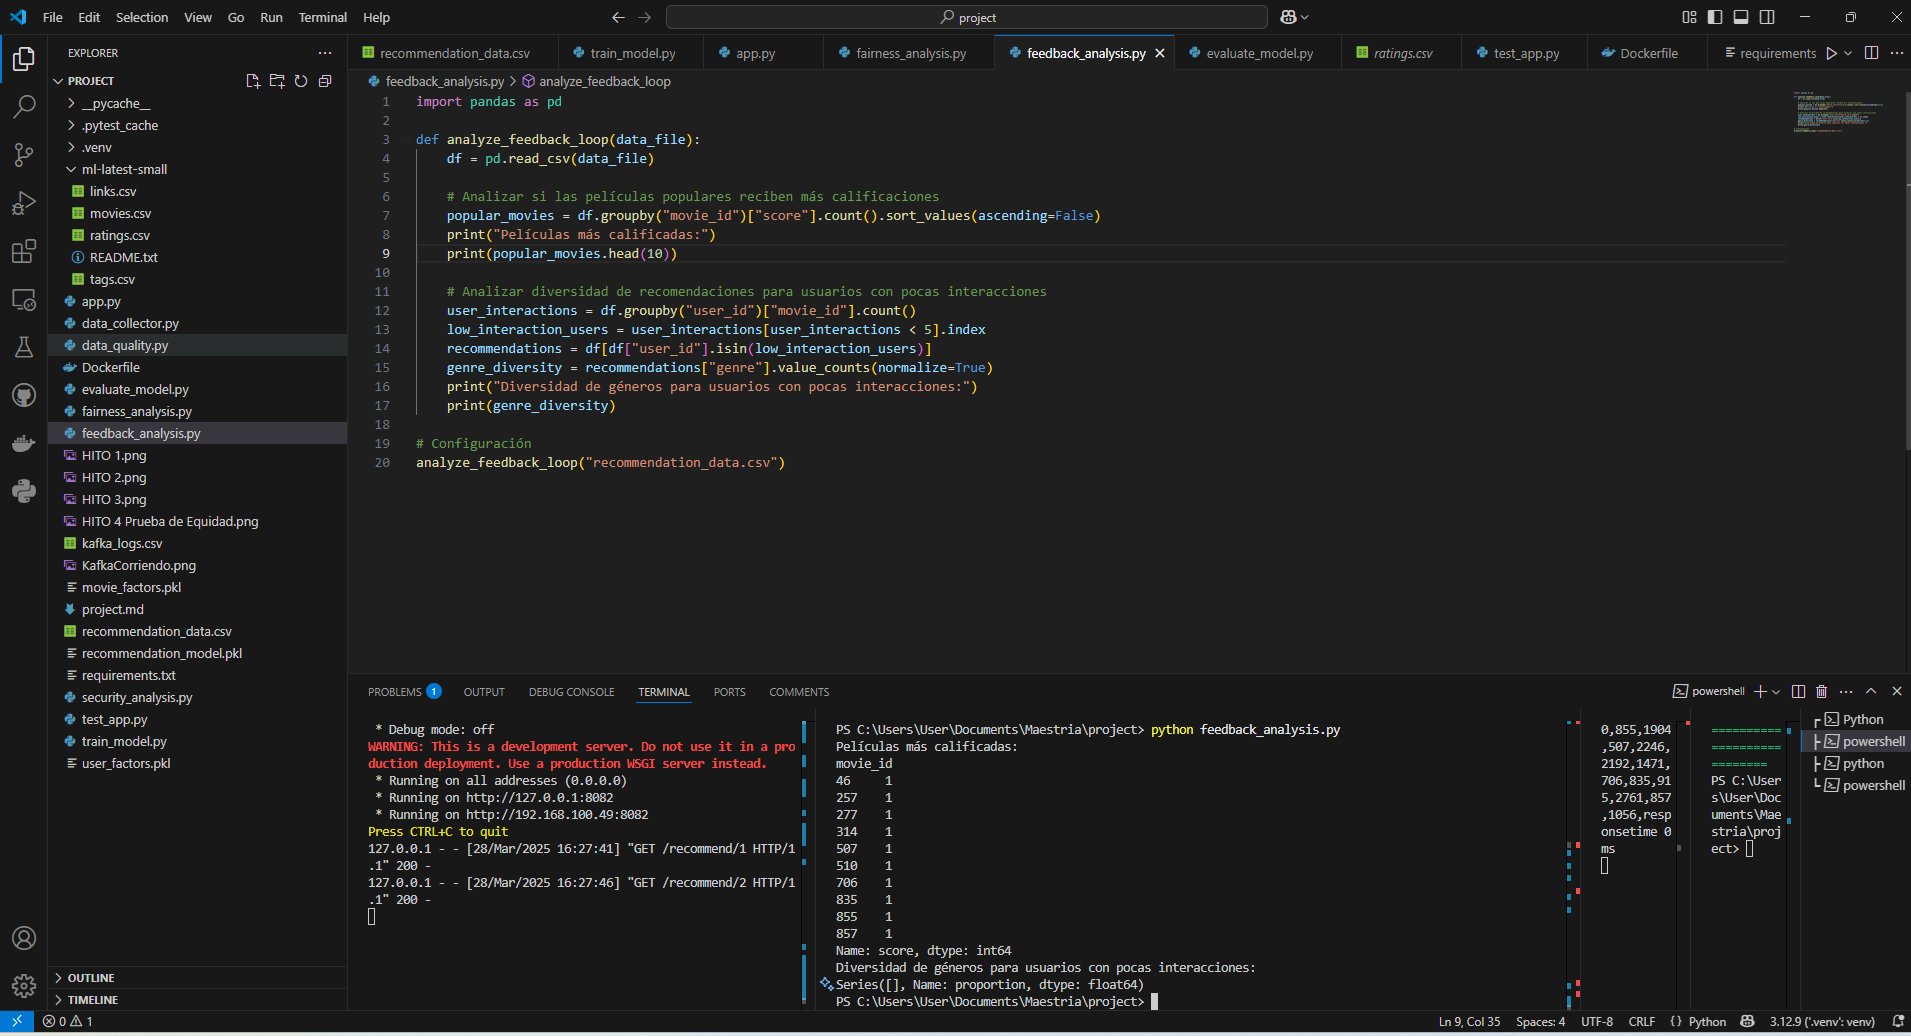 File Edit Selection View Go Run Terminal Help
project
EXPLORER
PROJECT
__pycache__
.pytest_cache
.venv
ml-latest-small
links.csv
movies.csv
ratings.csv
README.txt
tags.csv
app.py
data_collector.py
data_quality.py
Dockerfile
evaluate_model.py
fairness_analysis.py
feedback_analysis.py
HITO 1.png
HITO 2.png
HITO 3.png
HITO 4 Prueba de Equidad.png
kafka_logs.csv
KafkaCorriendo.png
movie_factors.pkl
project.md
recommendation_data.csv
recommendation_model.pkl
requirements.txt
security_analysis.py
test_app.py
train_model.py
user_factors.pkl
OUTLINE
TIMELINE
recommendation_data.csv train_model.py app.py fairness_analysis.py feedback_analysis.py evaluate_model.py ratings.csv test_app.py Dockerfile requirements
feedback_analysis.py > analyze_feedback_loop
1 import pandas as pd
2
3 def analyze_feedback_loop(data_file):
4 df = pd.read_csv(data_file)
5
6 # Analizar si las películas populares reciben más calificaciones
7 popular_movies = df.groupby("movie_id")["score"].count().sort_values(ascending=False)
8 print("Películas más calificadas:")
9 print(popular_movies.head(10))
10
11 # Analizar diversidad de recomendaciones para usuarios con pocas interacciones
12 user_interactions = df.groupby("user_id")["movie_id"].count()
13 low_interaction_users = user_interactions[user_interactions < 5].index
14 recommendations = df[df["user_id"].isin(low_interaction_users)]
15 genre_diversity = recommendations["genre"].value_counts(normalize=True)
16 print("Diversidad de géneros para usuarios con pocas interacciones:")
17 print(genre_diversity)
18
19 # Configuración
20 analyze_feedback_loop("recommendation_data.csv")
PROBLEMS 1 OUTPUT DEBUG CONSOLE TERMINAL PORTS COMMENTS
powershell
* Debug mode: off
WARNING: This is a development server. Do not use it in a pro
duction deployment. Use a production WSGI server instead.
* Running on all addresses (0.0.0.0)
* Running on http://127.0.0.1:8082
* Running on http://192.168.100.49:8082
Press CTRL+C to quit
127.0.0.1 - - [28/Mar/2025 16:27:41] "GET /recommend/1 HTTP/1
.1" 200 -
127.0.0.1 - - [28/Mar/2025 16:27:46] "GET /recommend/2 HTTP/1
.1" 200 -
PS C:\Users\User\Documents\Maestria\project> python feedback_analysis.py
Películas más calificadas:
movie_id
46 1
257 1
277 1
314 1
507 1
510 1
706 1
835 1
855 1
857 1
Name: score, dtype: int64
Diversidad de géneros para usuarios con pocas interacciones:
Series([], Name: proportion, dtype: float64)
PS C:\Users\User\Documents\Maestria\project>
0,855,1904
,507,2246,
2192,1471,
706,835,91
5,2761,857
,1056,resp
onsetime 0
ms
==========
==========
========
PS C:\User
s\User\Doc
uments\Mae
stria\proj
ect>
Python
powershell
python
powershell
0 1
Ln 9, Col 35 Spaces: 4 UTF-8 CRLF {} Python 3.12.9 ('.venv': venv)